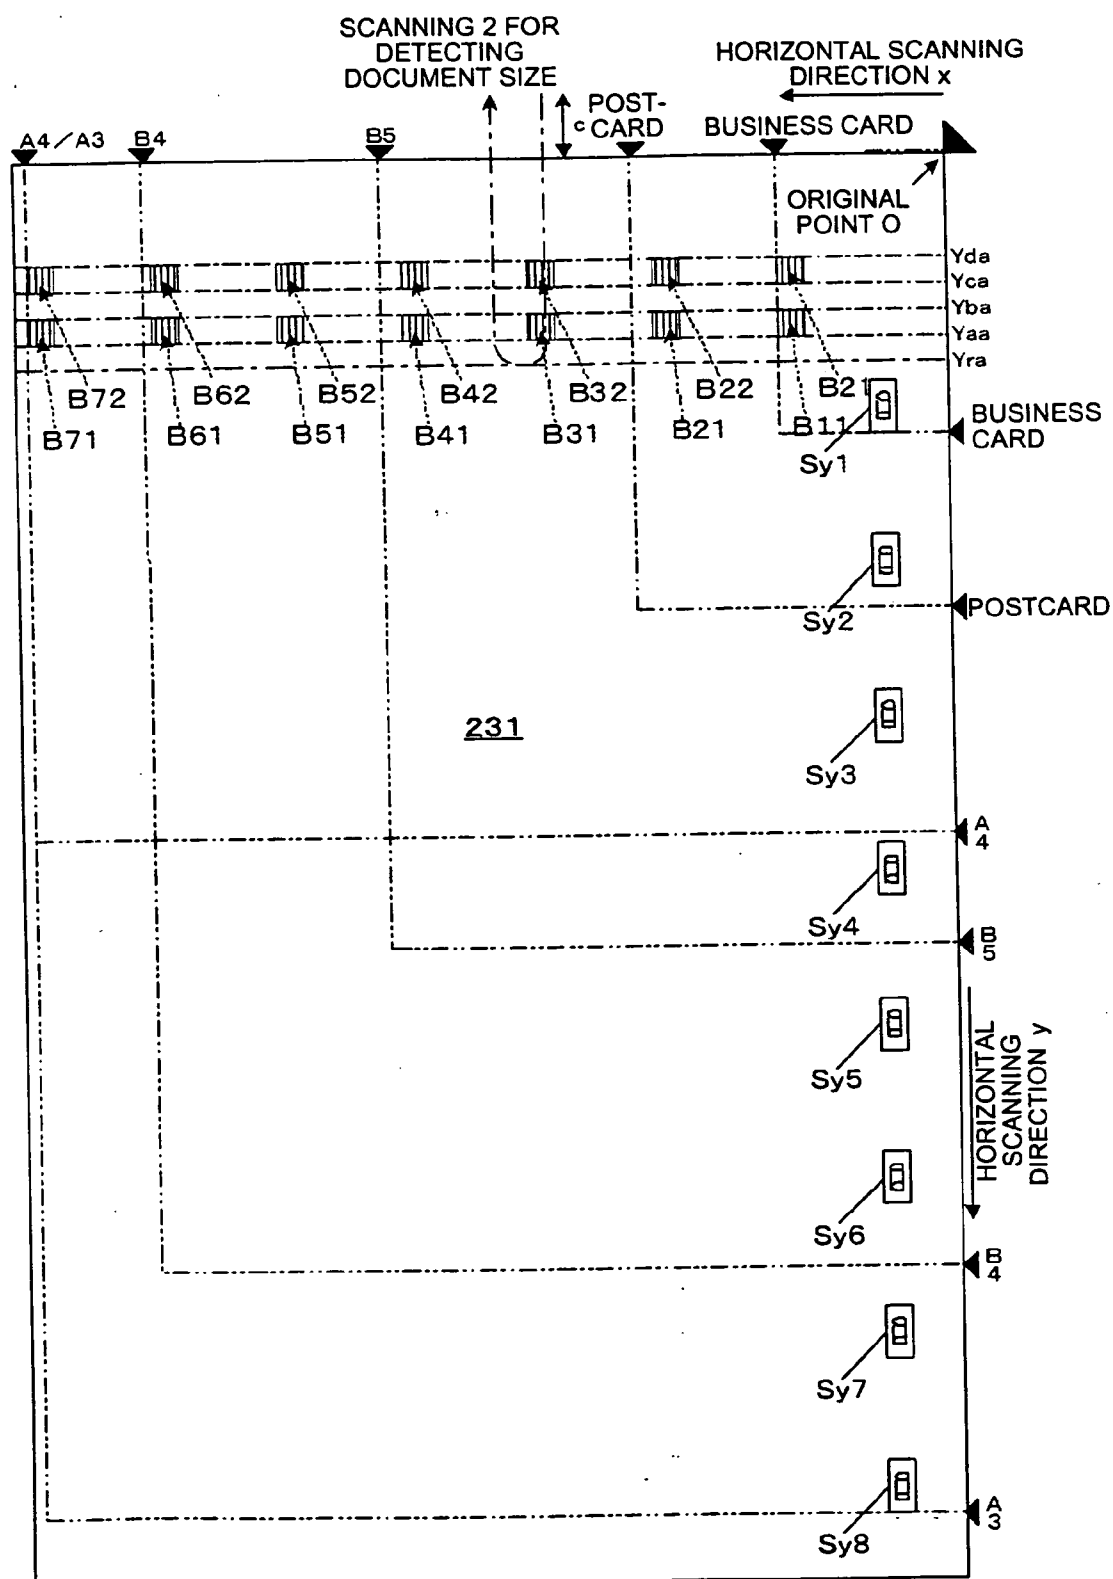 SCANNING 2 FOR
DETECTING
DOCUMENT SIZE
HORIZONTAL SCANNING
DIRECTION x
c
POST-
CARD
BUSINESS CARD
A4/A3
B4
B5
ORIGINAL
POINT O
Yda
Yca
Yba
Yaa
Yra
B72
B62
B52
B42
B32
B22
B21
B71
B61
B51
B41
B31
B21
B11
BUSINESS
CARD
Sy1
Sy2
POSTCARD
231
Sy3
A
4
Sy4
B
5
Sy5
HORIZONTAL
SCANNING
DIRECTION y
Sy6
B
4
Sy7
A
3
Sy8